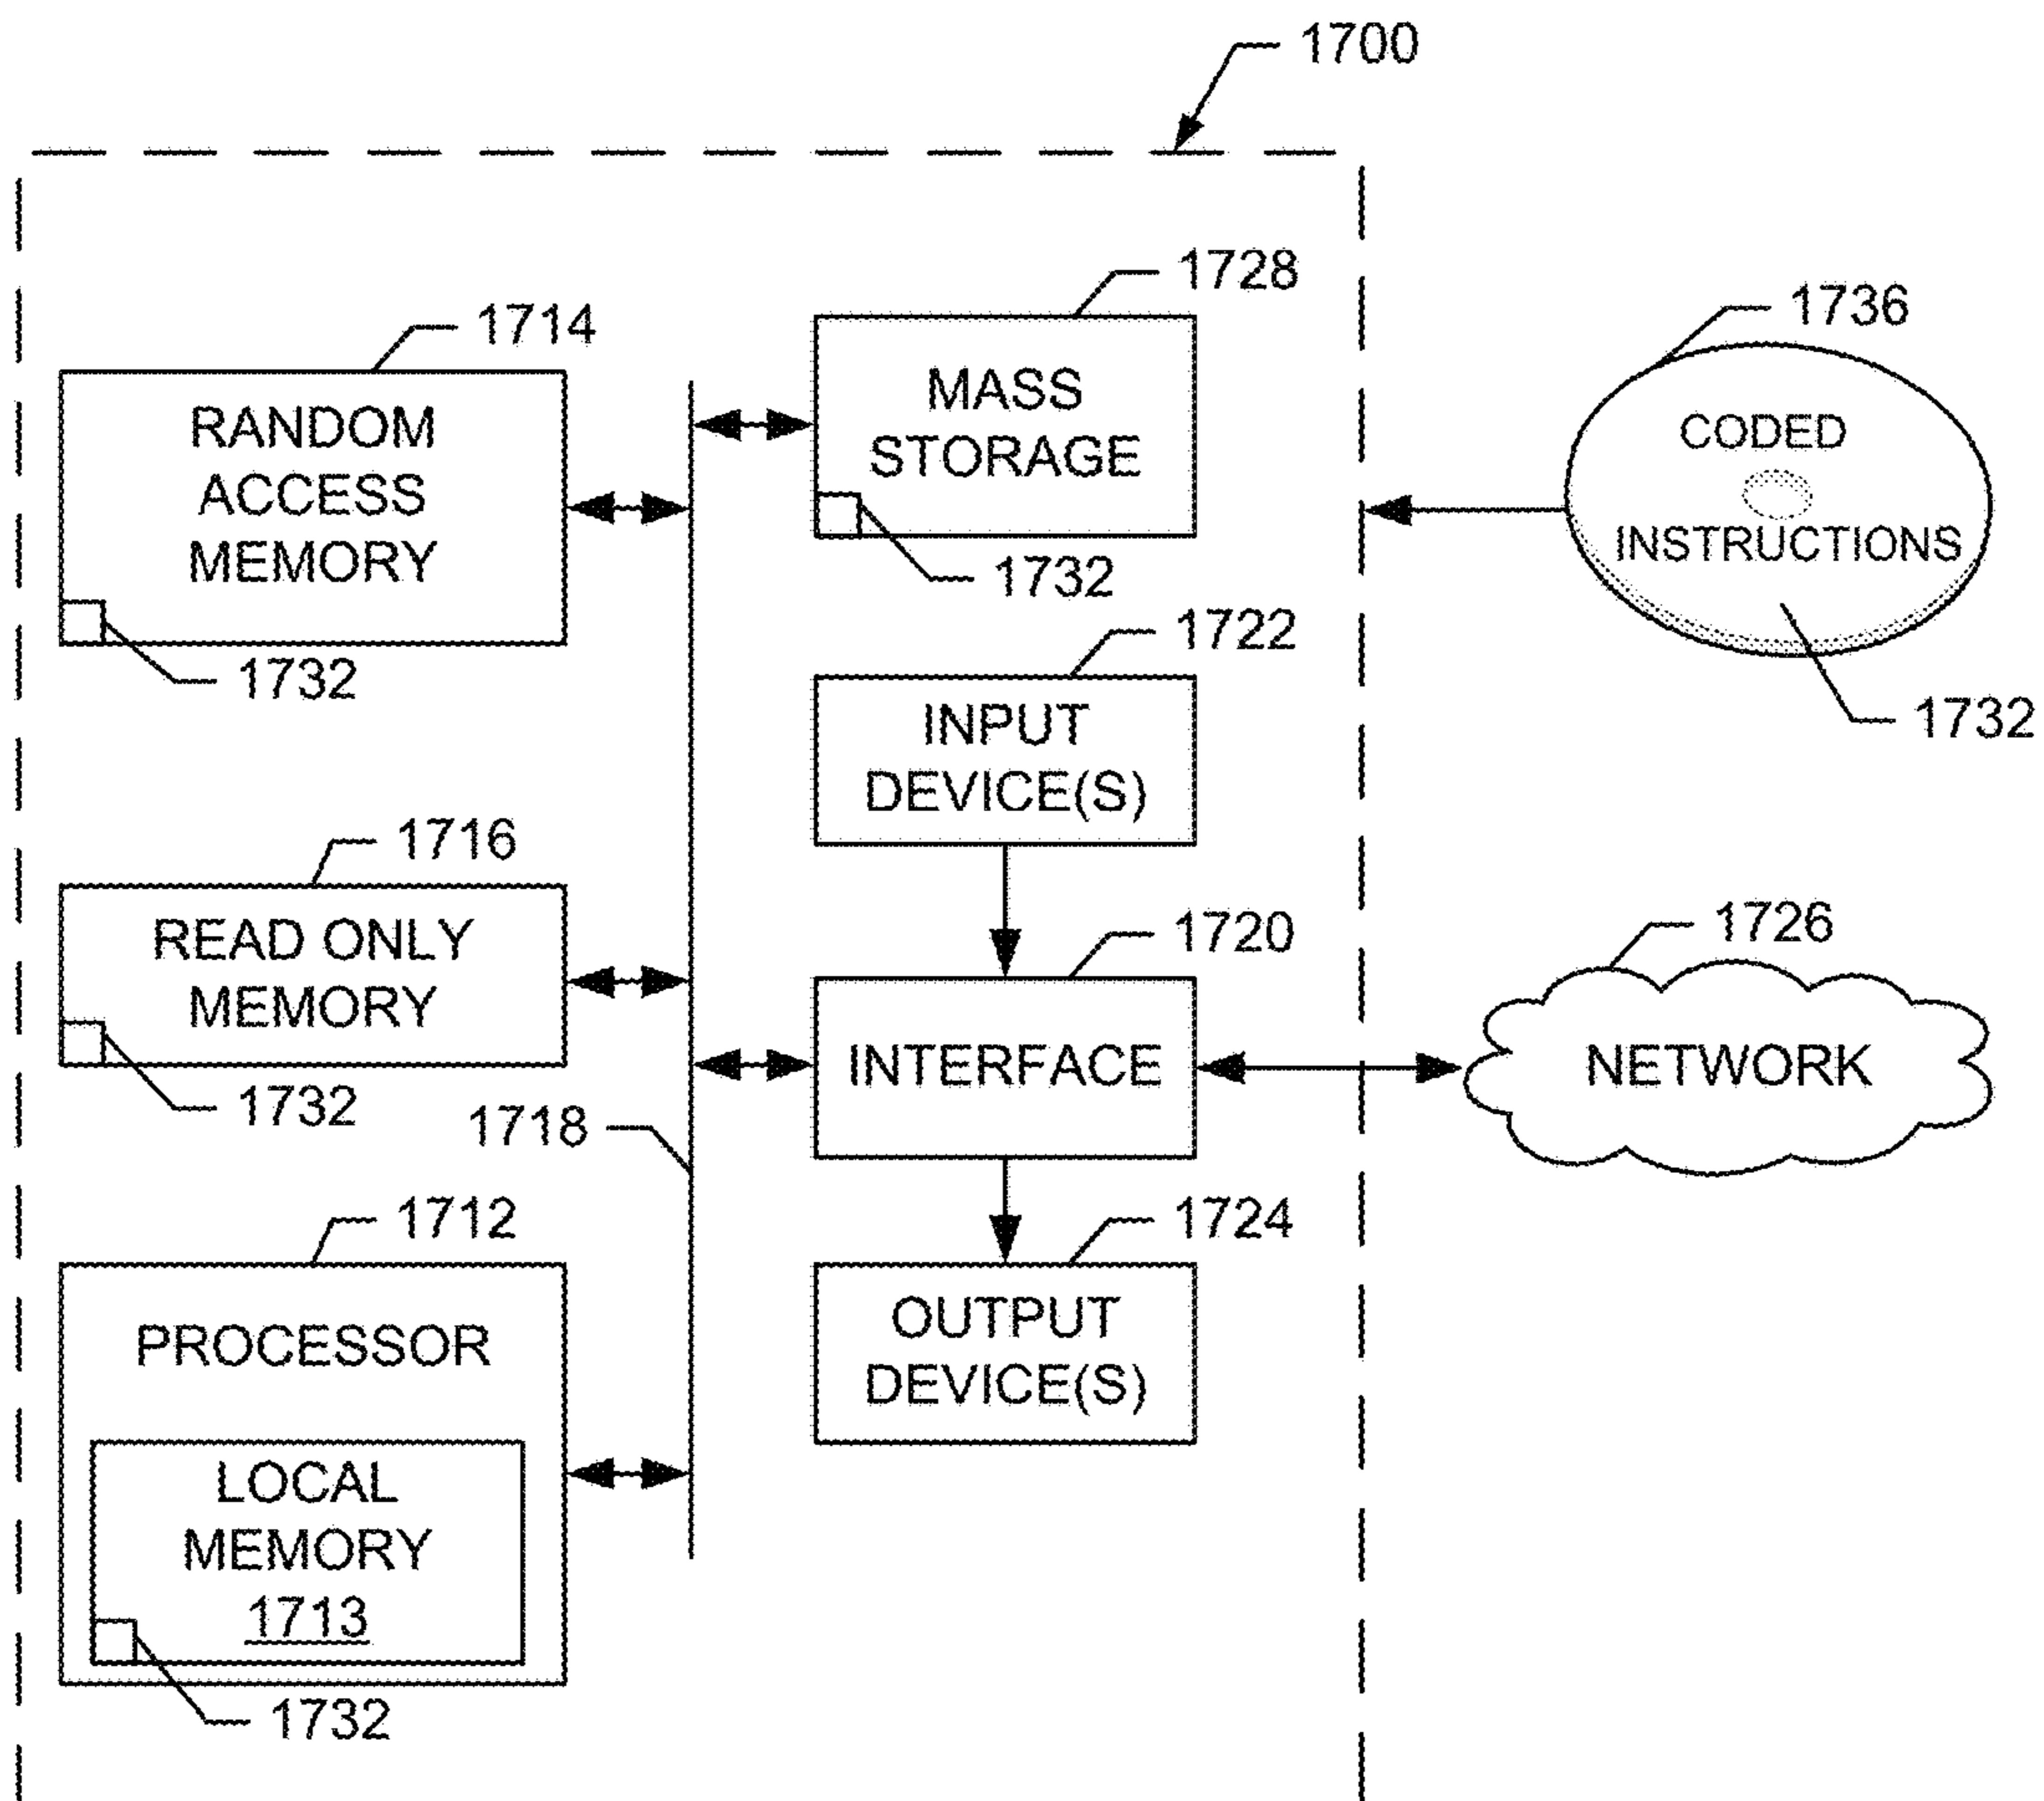 1700
1728
1714
MASS
STORAGE
1736
RANDOM
ACCESS
MEMORY
CODED
INSTRUCTIONS
1732
1732
1722
1732
INPUT
DEVICE(S)
1716
READ ONLY
MEMORY
1720
1726
INTERFACE
NETWORK
1732
1718
1712
1724
PROCESSOR
OUTPUT
DEVICE(S)
LOCAL
MEMORY
1713
1732